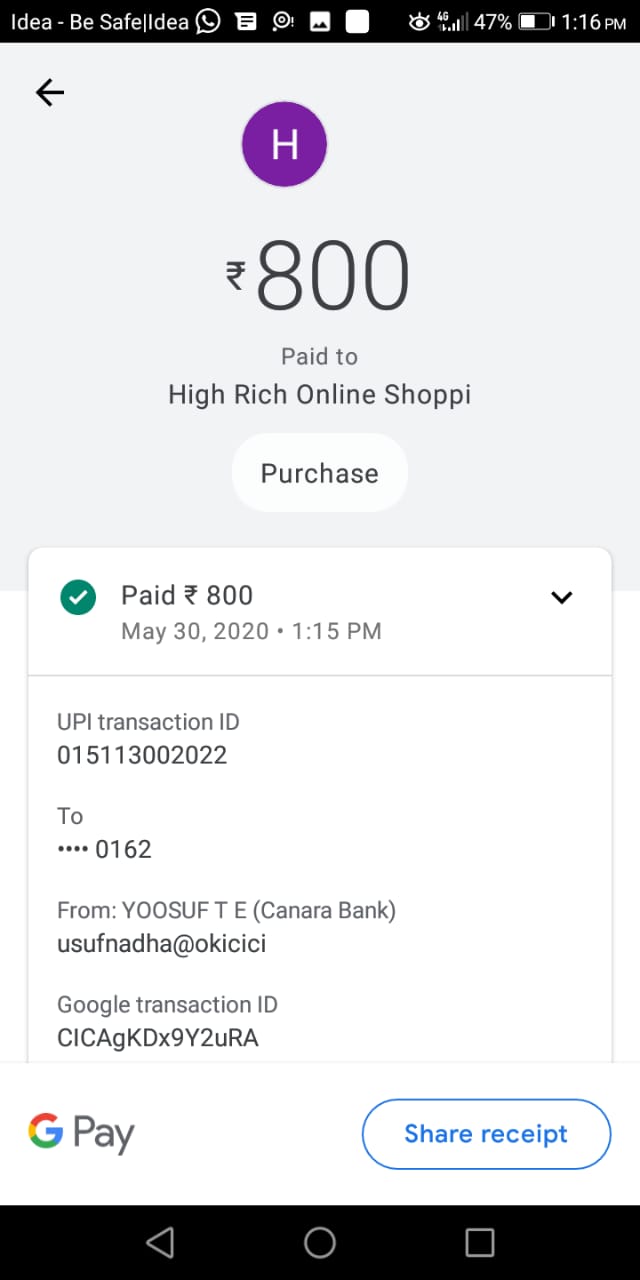 Idea - Be Safe|Idea 4G 47% 1:16 PM
H
₹800
Paid to
High Rich Online Shoppi
Purchase
Paid ₹ 800
May 30, 2020 • 1:15 PM
UPI transaction ID
015113002022
To
•••• 0162
From: YOOSUF T E (Canara Bank)
usufnadha@okicici
Google transaction ID
CICAgKDx9Y2uRA
G Pay
Share receipt